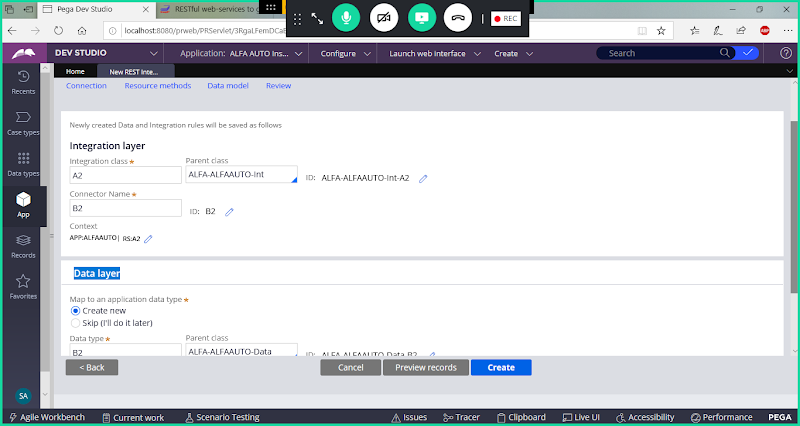 Pega Dev Studio
RESTful web-services to c
localhost:8080/prweb/PRServlet/3RgaLFemDCaE
REC
DEV STUDIO
Application: ALFA AUTO Ins...
Configure
Launch web interface
Create
Search
Home
New REST Inte...
Connection
Resource methods
Data model
Review
Recents
Case types
Data types
App
Records
Favorites
SA
Newly created Data and Integration rules will be saved as follows
Integration layer
Integration class *
Parent class
A2
ALFA-ALFAAUTO-Int
ID: ALFA-ALFAAUTO-Int-A2
Connector Name *
B2
ID: B2
Context
APP:ALFAAUTO| RS:A2
Data layer
Map to an application data type *
Create new
Skip (I'll do it later)
Data type *
Parent class
B2
ALFA-ALFAAUTO-Data
ID: ALFA-ALFAAUTO-Data-B2
< Back
Cancel
Preview records
Create
Agile Workbench
Current work
Scenario Testing
Issues
Tracer
Clipboard
Live UI
Accessibility
Performance
PEGA